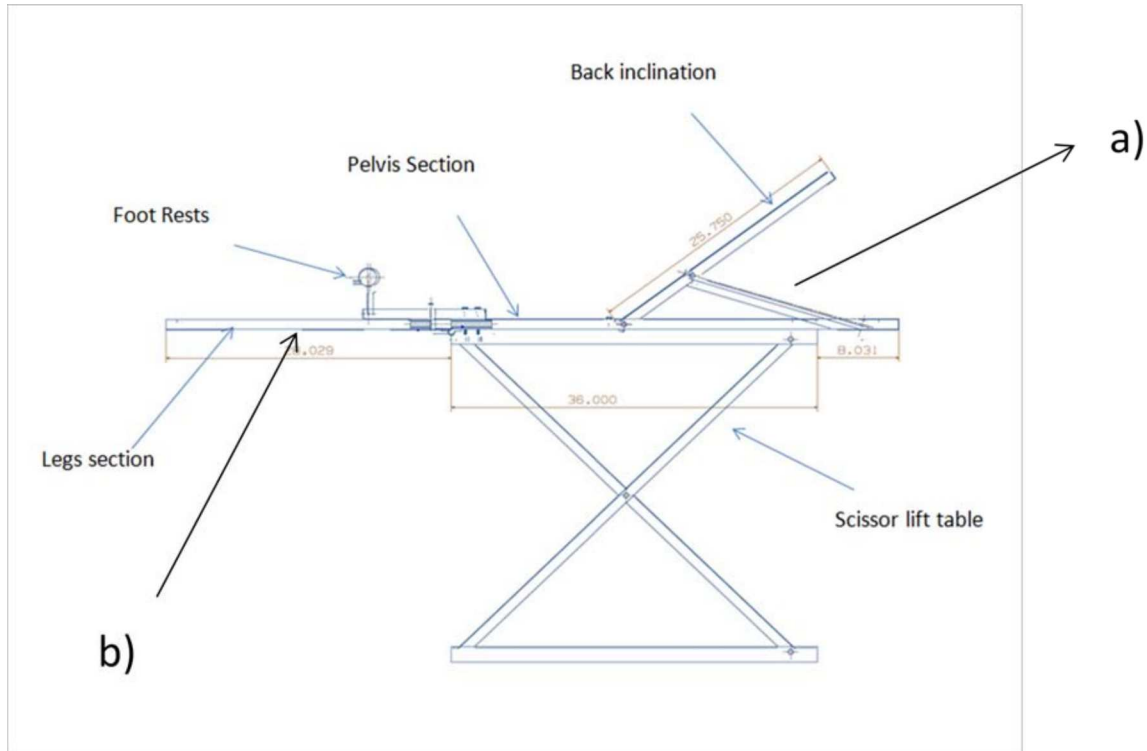 Back inclination
a)
Pelvis Section
Foot Rests
25.750
8.031
36.000
Legs section
Scissor lift table
b)